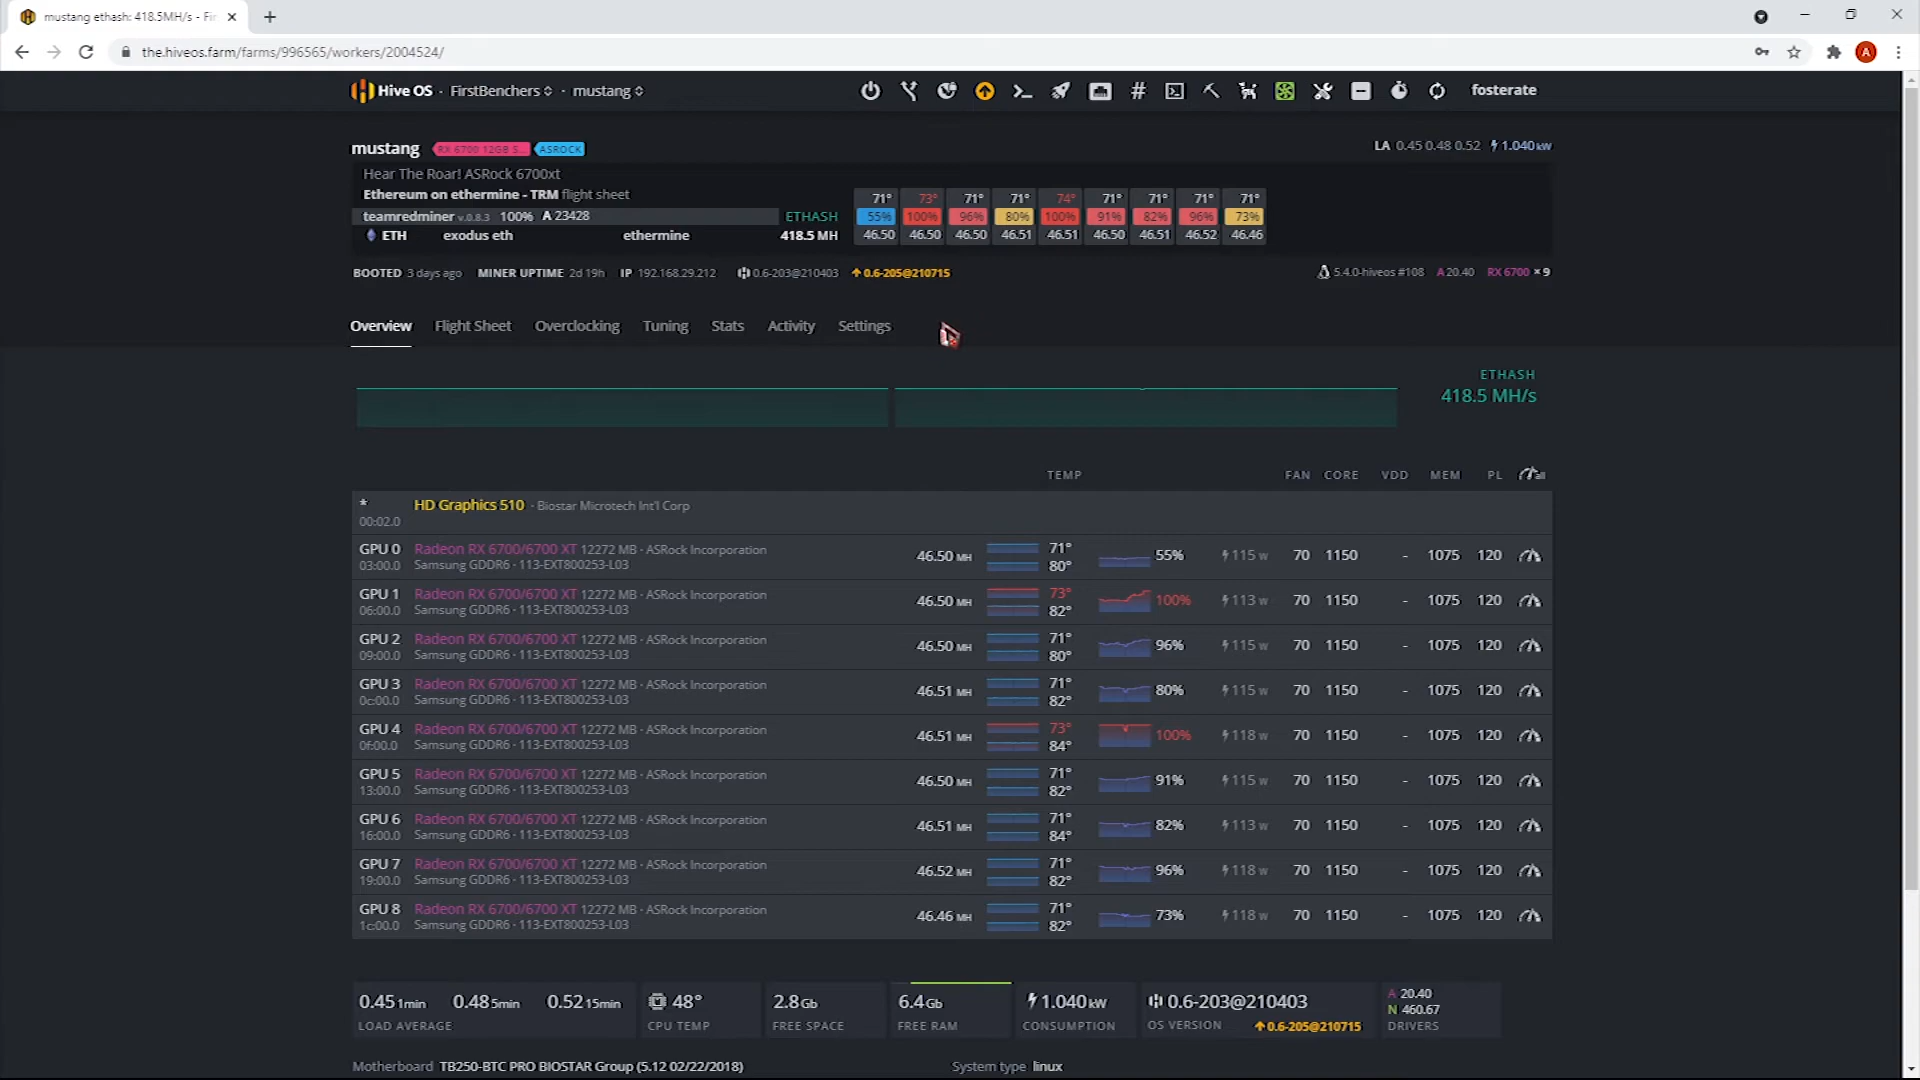 mustang ethash: 418.5MH/s - Fi
the.hiveos.farm/farms/996565/workers/2004524/
A
Hive OS · FirstBenchers · mustang
fosterate
mustang RX 6700 12GB S... ASROCK
LA 0.45 0.48 0.52 1.040 kW
Hear The Roar! ASRock 6700xt
Ethereum on ethermine - TRM flight sheet
71° 73° 71° 71° 74° 71° 71° 71° 71°
teamredminer v.0.8.3 100% A 23428 ETHASH
55% 100% 96% 80% 100% 91% 82% 96% 73%
ETH exodus eth ethermine 418.5 MH
46.50 46.50 46.50 46.51 46.51 46.50 46.51 46.52 46.46
BOOTED 3 days ago MINER UPTIME 2d 19h IP 192.168.29.212 0.6-203@210403 0.6-205@210715
5.4.0-hiveos #108 A 20.40 RX 6700 × 9
Overview Flight Sheet Overclocking Tuning Stats Activity Settings
ETHASH
418.5 MH/s
TEMP FAN CORE VDD MEM PL
* HD Graphics 510 · Biostar Microtech Int'l Corp
00:02.0
GPU 0 Radeon RX 6700/6700 XT 12272 MB · ASRock Incorporation 46.50 MH 71° 55% 115 w 70 1150 - 1075 120
03:00.0 Samsung GDDR6 · 113-EXT800253-L03 80°
GPU 1 Radeon RX 6700/6700 XT 12272 MB · ASRock Incorporation 46.50 MH 73° 100% 113 w 70 1150 - 1075 120
06:00.0 Samsung GDDR6 · 113-EXT800253-L03 82°
GPU 2 Radeon RX 6700/6700 XT 12272 MB · ASRock Incorporation 46.50 MH 71° 96% 115 w 70 1150 - 1075 120
09:00.0 Samsung GDDR6 · 113-EXT800253-L03 80°
GPU 3 Radeon RX 6700/6700 XT 12272 MB · ASRock Incorporation 46.51 MH 71° 80% 115 w 70 1150 - 1075 120
0c:00.0 Samsung GDDR6 · 113-EXT800253-L03 82°
GPU 4 Radeon RX 6700/6700 XT 12272 MB · ASRock Incorporation 46.51 MH 73° 100% 118 w 70 1150 - 1075 120
0f:00.0 Samsung GDDR6 · 113-EXT800253-L03 84°
GPU 5 Radeon RX 6700/6700 XT 12272 MB · ASRock Incorporation 46.50 MH 71° 91% 115 w 70 1150 - 1075 120
13:00.0 Samsung GDDR6 · 113-EXT800253-L03 82°
GPU 6 Radeon RX 6700/6700 XT 12272 MB · ASRock Incorporation 46.51 MH 71° 82% 113 w 70 1150 - 1075 120
16:00.0 Samsung GDDR6 · 113-EXT800253-L03 84°
GPU 7 Radeon RX 6700/6700 XT 12272 MB · ASRock Incorporation 46.52 MH 71° 96% 118 w 70 1150 - 1075 120
19:00.0 Samsung GDDR6 · 113-EXT800253-L03 82°
GPU 8 Radeon RX 6700/6700 XT 12272 MB · ASRock Incorporation 46.46 MH 71° 73% 118 w 70 1150 - 1075 120
1c:00.0 Samsung GDDR6 · 113-EXT800253-L03 82°
0.45 1min 0.48 5min 0.52 15min 48° 2.8 Gb 6.4 Gb 1.040 kW 0.6-203@210403 A 20.40
N 460.67
LOAD AVERAGE CPU TEMP FREE SPACE FREE RAM CONSUMPTION OS VERSION 0.6-205@210715 DRIVERS
Motherboard TB250-BTC PRO BIOSTAR Group (5.12 02/22/2018) System type linux